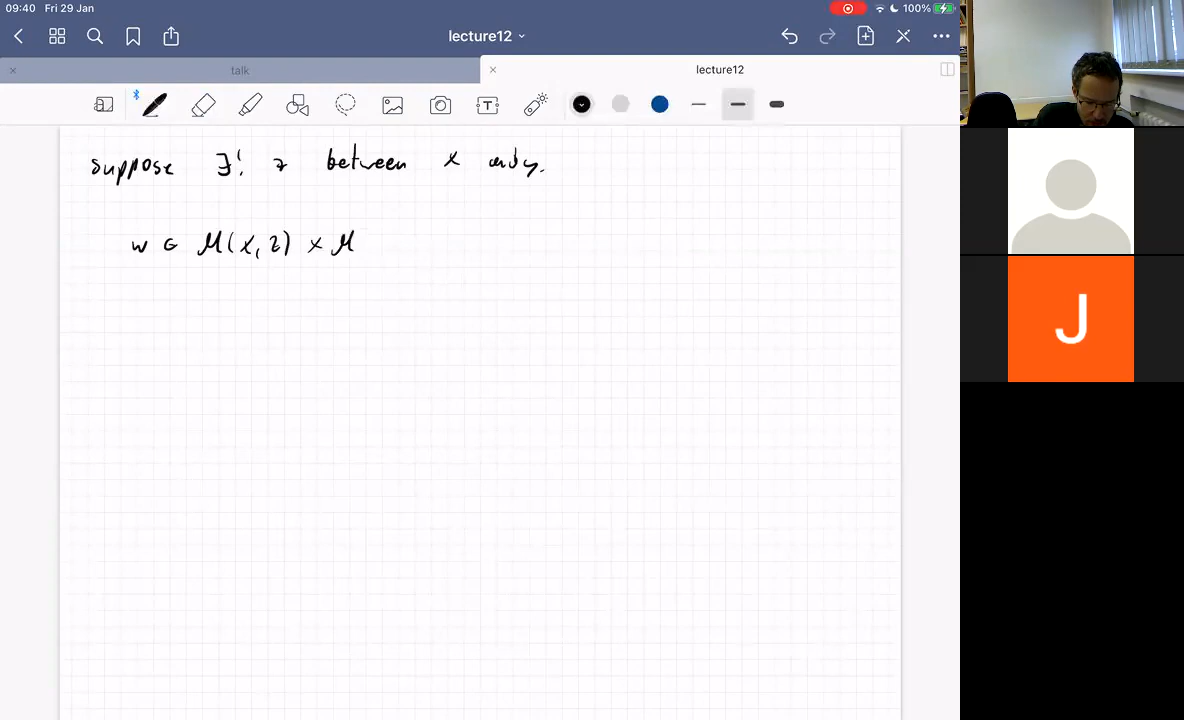 09:40 Fri 29 Jan
100%
lecture12
talk
lecture12
suppose ∃! z between x and y.
w ∈ M(x, z) × M
J